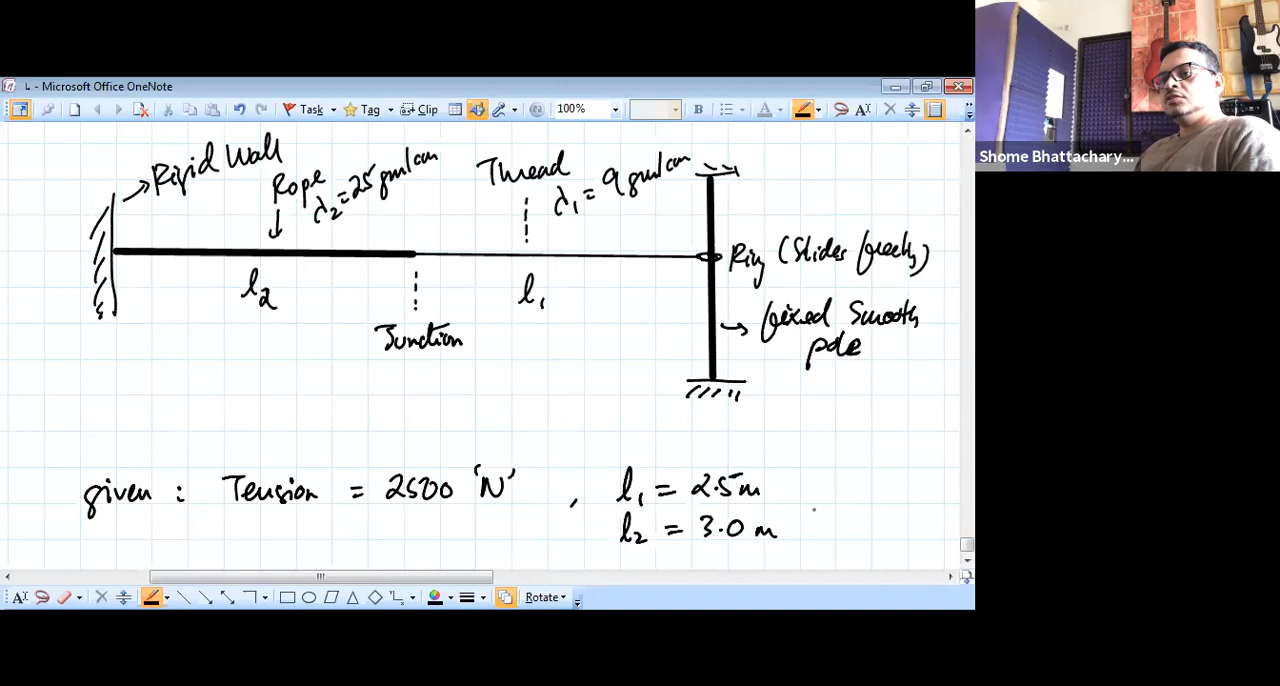 L - Microsoft Office OneNote
Task Tag Clip 100% B A A
Rigid Wall
Rope
λ₂ = 25 gm/cm
Thread
λ₁ = 9 gm/cm
Ring (Slides freely)
l₂
l₁
Junction
fixed Smooth
pole
given : Tension = 2500 'N' , l₁ = 2.5m
l₂ = 3.0 m
A Rotate
Shome Bhattachary...